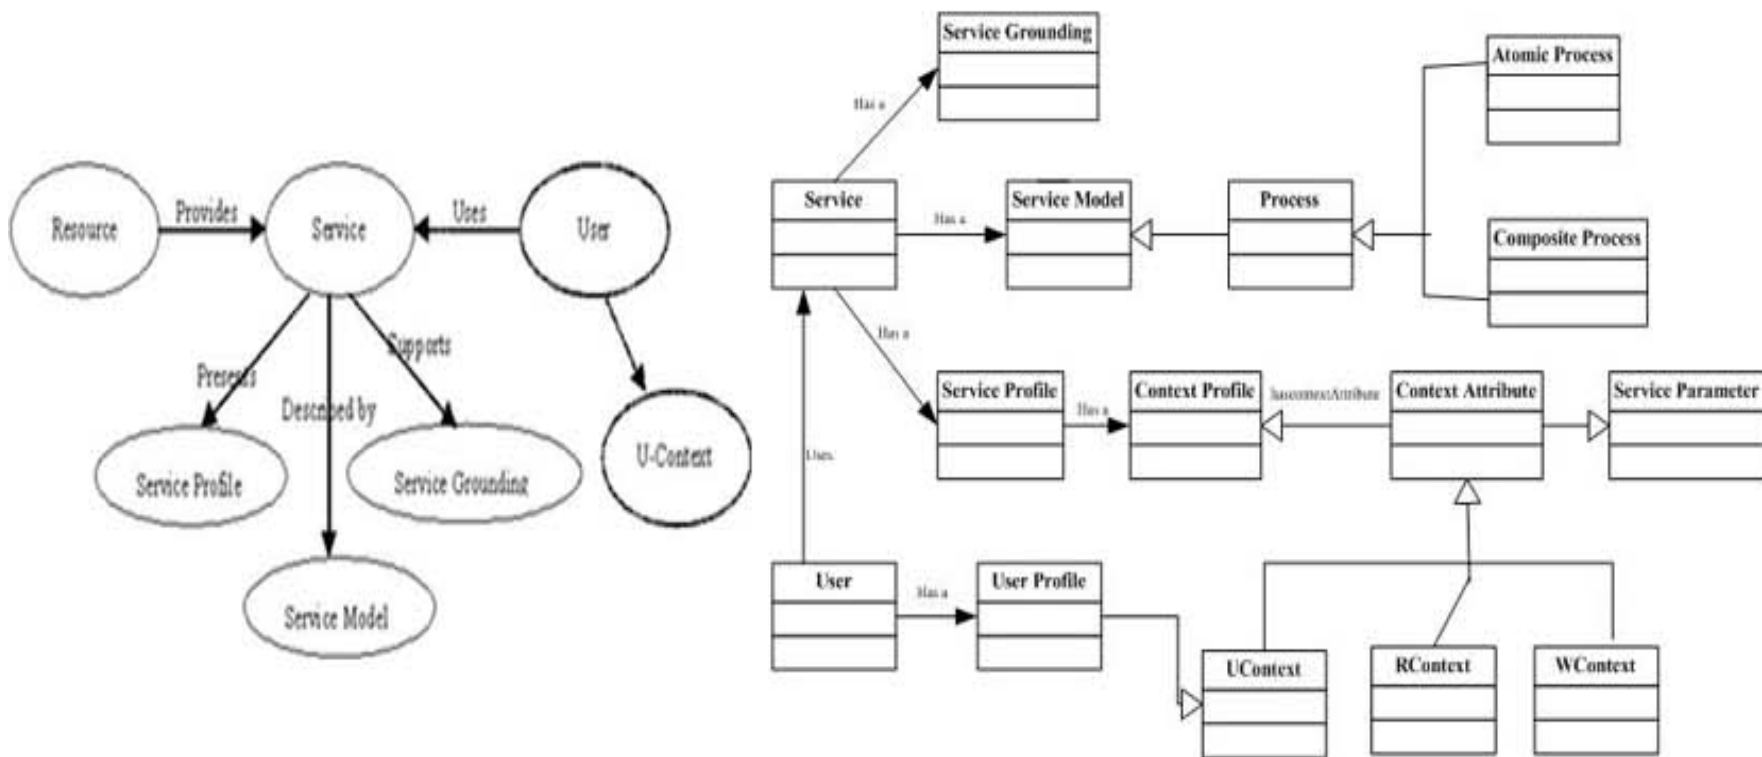 Resource
Provides
Service
Uses
User
Presents
Described by
Supports
Service Profile
Service Grounding
U-Context
Service Model
Service Grounding
Has a
Atomic Process
Service
Has a
Service Model
Process
Composite Process
Has a
Service Profile
Has a
Context Profile
hascontextAttribute
Context Attribute
Service Parameter
Uses
User
Has a
User Profile
UContext
RContext
WContext